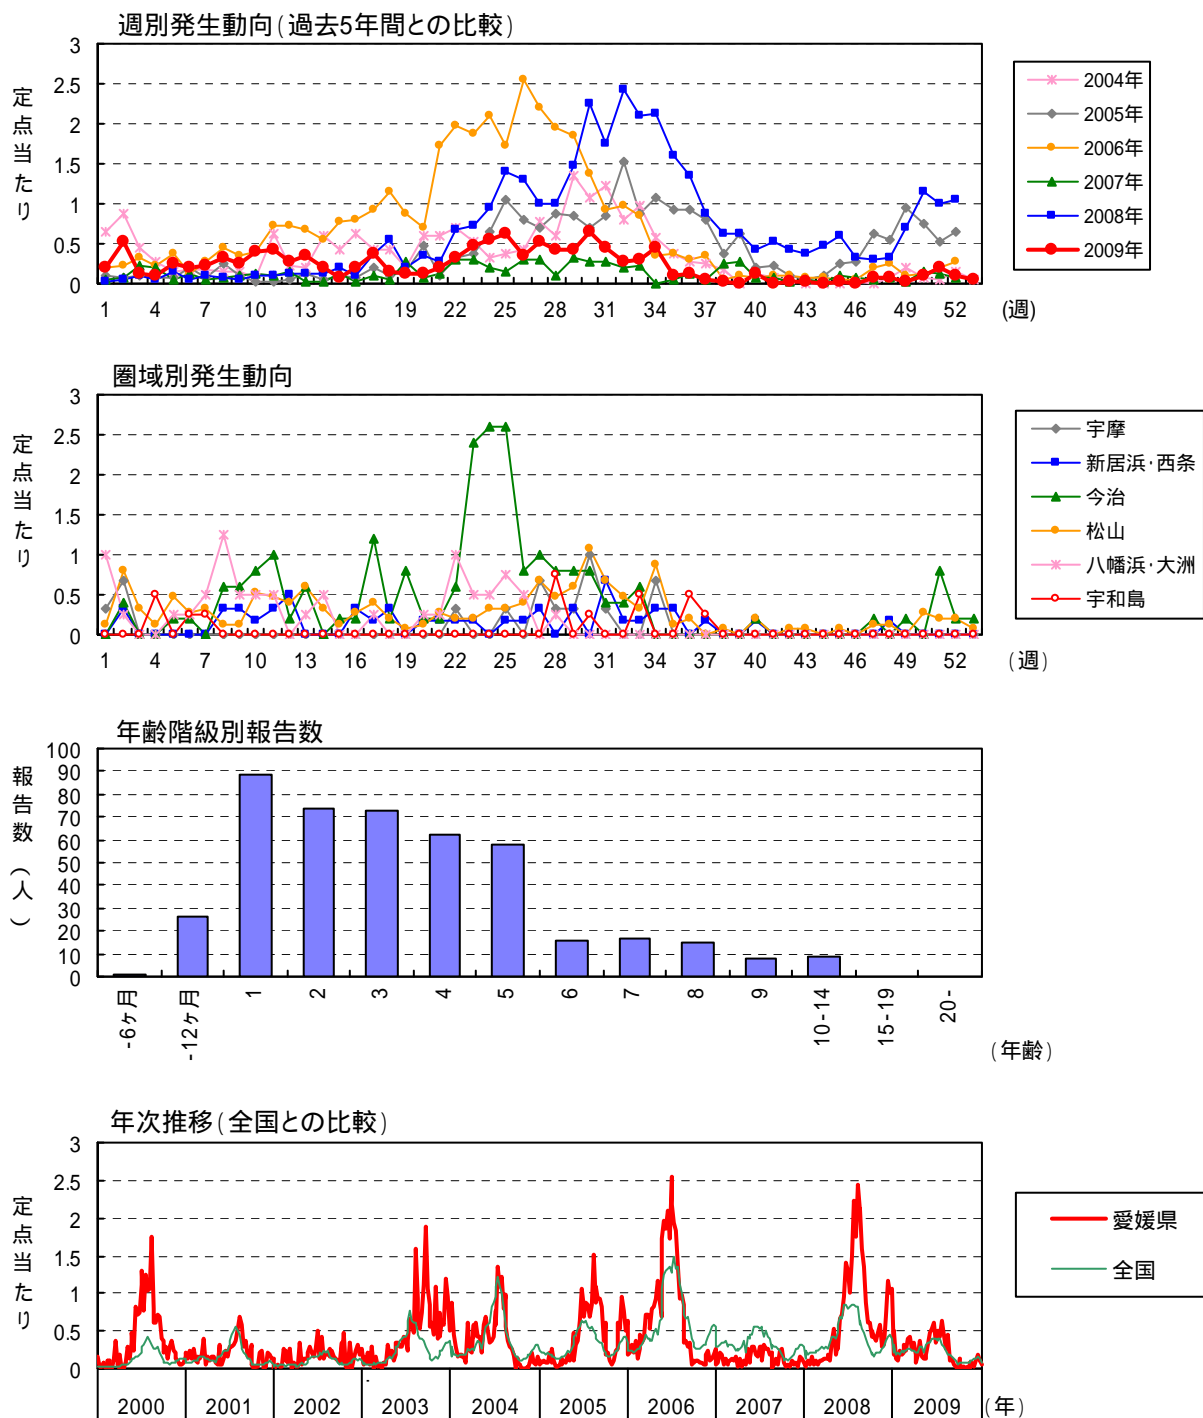 週別発生動向(過去5年間との比較)
定点当たり
3
2.5
2
1.5
1
0.5
0
1 4 7 10 13 16 19 22 25 28 31 34 37 40 43 46 49 52 (週)
2004年
2005年
2006年
2007年
2008年
2009年
圏域別発生動向
定点当たり
3
2.5
2
1.5
1
0.5
0
1 4 7 10 13 16 19 22 25 28 31 34 37 40 43 46 49 52 (週)
宇摩
新居浜・西条
今治
松山
八幡浜・大洲
宇和島
年齢階級別報告数
報告数(人)
100
90
80
70
60
50
40
30
20
10
0
-6ヶ月 -12ヶ月 1 2 3 4 5 6 7 8 9 10-14 15-19 20-
(年齢)
年次推移(全国との比較)
定点当たり
3
2.5
2
1.5
1
0.5
0
2000 2001 2002 2003 2004 2005 2006 2007 2008 2009 (年)
愛媛県
全国